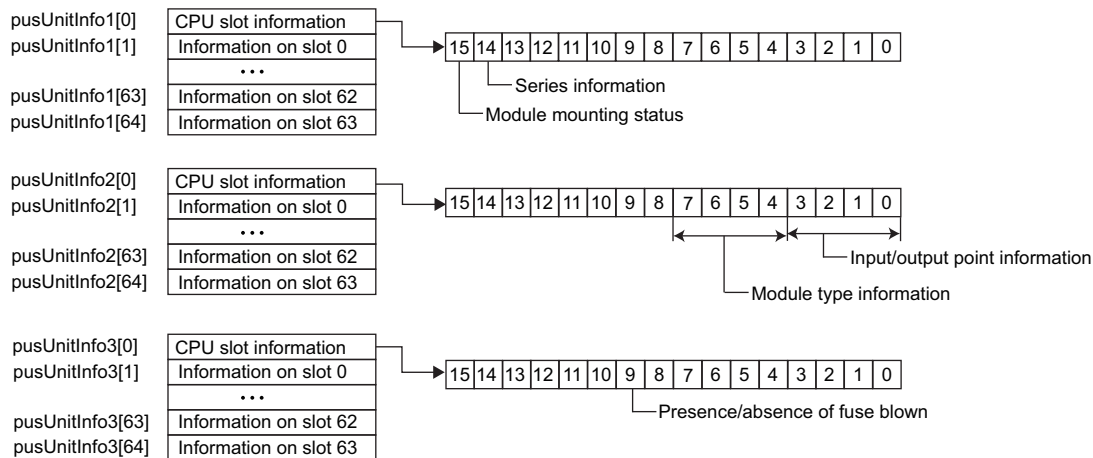 pusUnitInfo1[0] CPU slot information
pusUnitInfo1[1] Information on slot 0
15 14 13 12 11 10 9 8 7 6 5 4 3 2 1 0
...
Series information
pusUnitInfo1[63] Information on slot 62
Module mounting status
pusUnitInfo1[64] Information on slot 63
pusUnitInfo2[0] CPU slot information
pusUnitInfo2[1] Information on slot 0
15 14 13 12 11 10 9 8 7 6 5 4 3 2 1 0
...
pusUnitInfo2[63] Information on slot 62
Input/output point information
pusUnitInfo2[64] Information on slot 63
Module type information
pusUnitInfo3[0] CPU slot information
pusUnitInfo3[1] Information on slot 0
15 14 13 12 11 10 9 8 7 6 5 4 3 2 1 0
...
Presence/absence of fuse blown
pusUnitInfo3[63] Information on slot 62
pusUnitInfo3[64] Information on slot 63